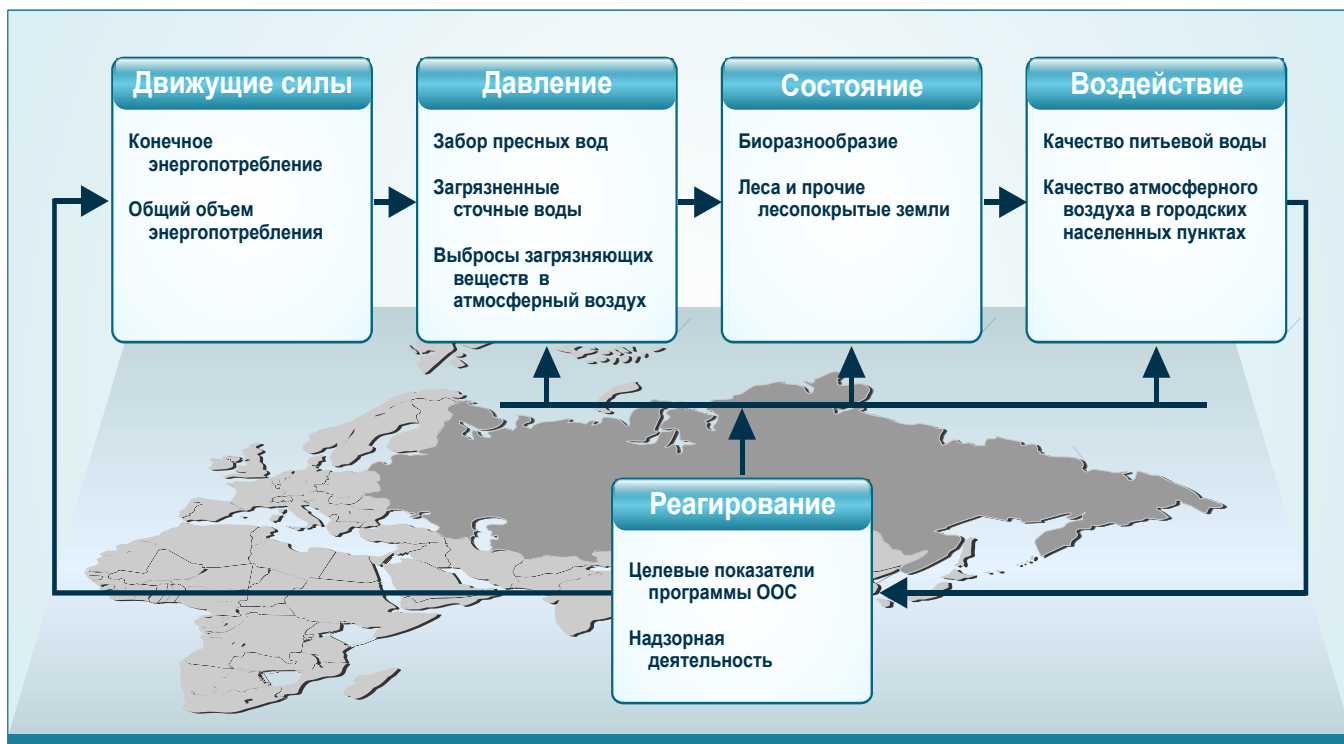 Движущие силы
Конечное
энергопотребление
Общий объем
энергопотребления
Давление
Забор пресных вод
Загрязненные
сточные воды
Выбросы загрязняющих
веществ в
атмосферный воздух
Состояние
Биоразнообразие
Леса и прочие
лесопокрытые земли
Воздействие
Качество питьевой воды
Качество атмосферного
воздуха в городских
населенных пунктах
Реагирование
Целевые показатели
программы ООС
Надзорная
деятельность